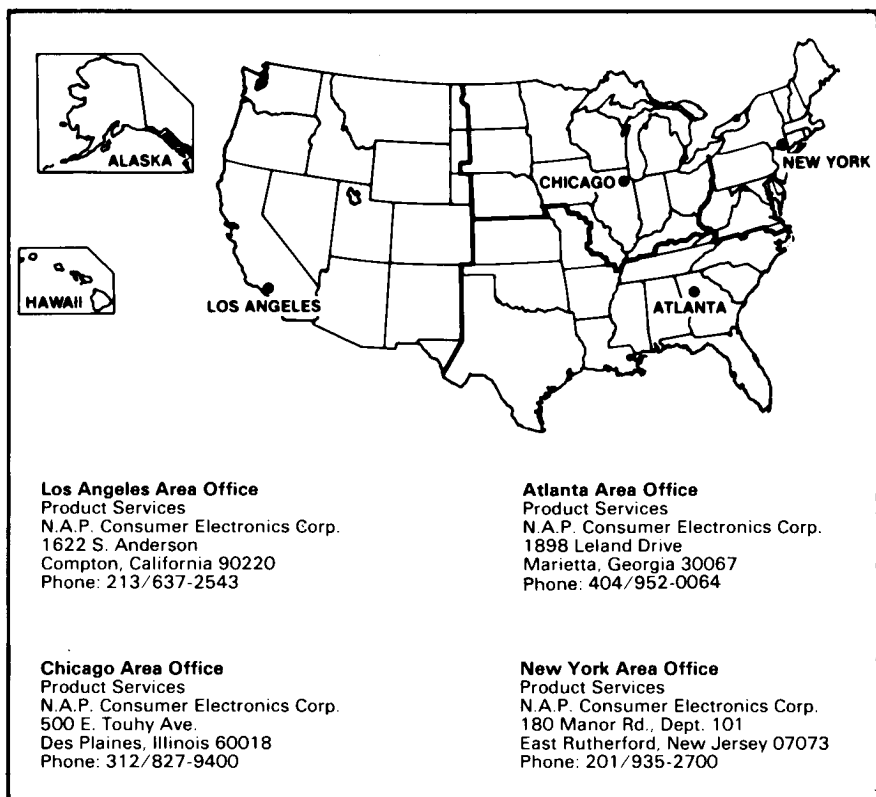 ALASKA
HAWAII
NEW YORK
CHICAGO
LOS ANGELES
ATLANTA
Los Angeles Area Office
Product Services
N.A.P. Consumer Electronics Corp.
1622 S. Anderson
Compton, California 90220
Phone: 213/637-2543
Atlanta Area Office
Product Services
N.A.P. Consumer Electronics Corp.
1898 Leland Drive
Marietta, Georgia 30067
Phone: 404/952-0064
Chicago Area Office
Product Services
N.A.P. Consumer Electronics Corp.
500 E. Touhy Ave.
Des Plaines, Illinois 60018
Phone: 312/827-9400
New York Area Office
Product Services
N.A.P. Consumer Electronics Corp.
180 Manor Rd., Dept. 101
East Rutherford, New Jersey 07073
Phone: 201/935-2700